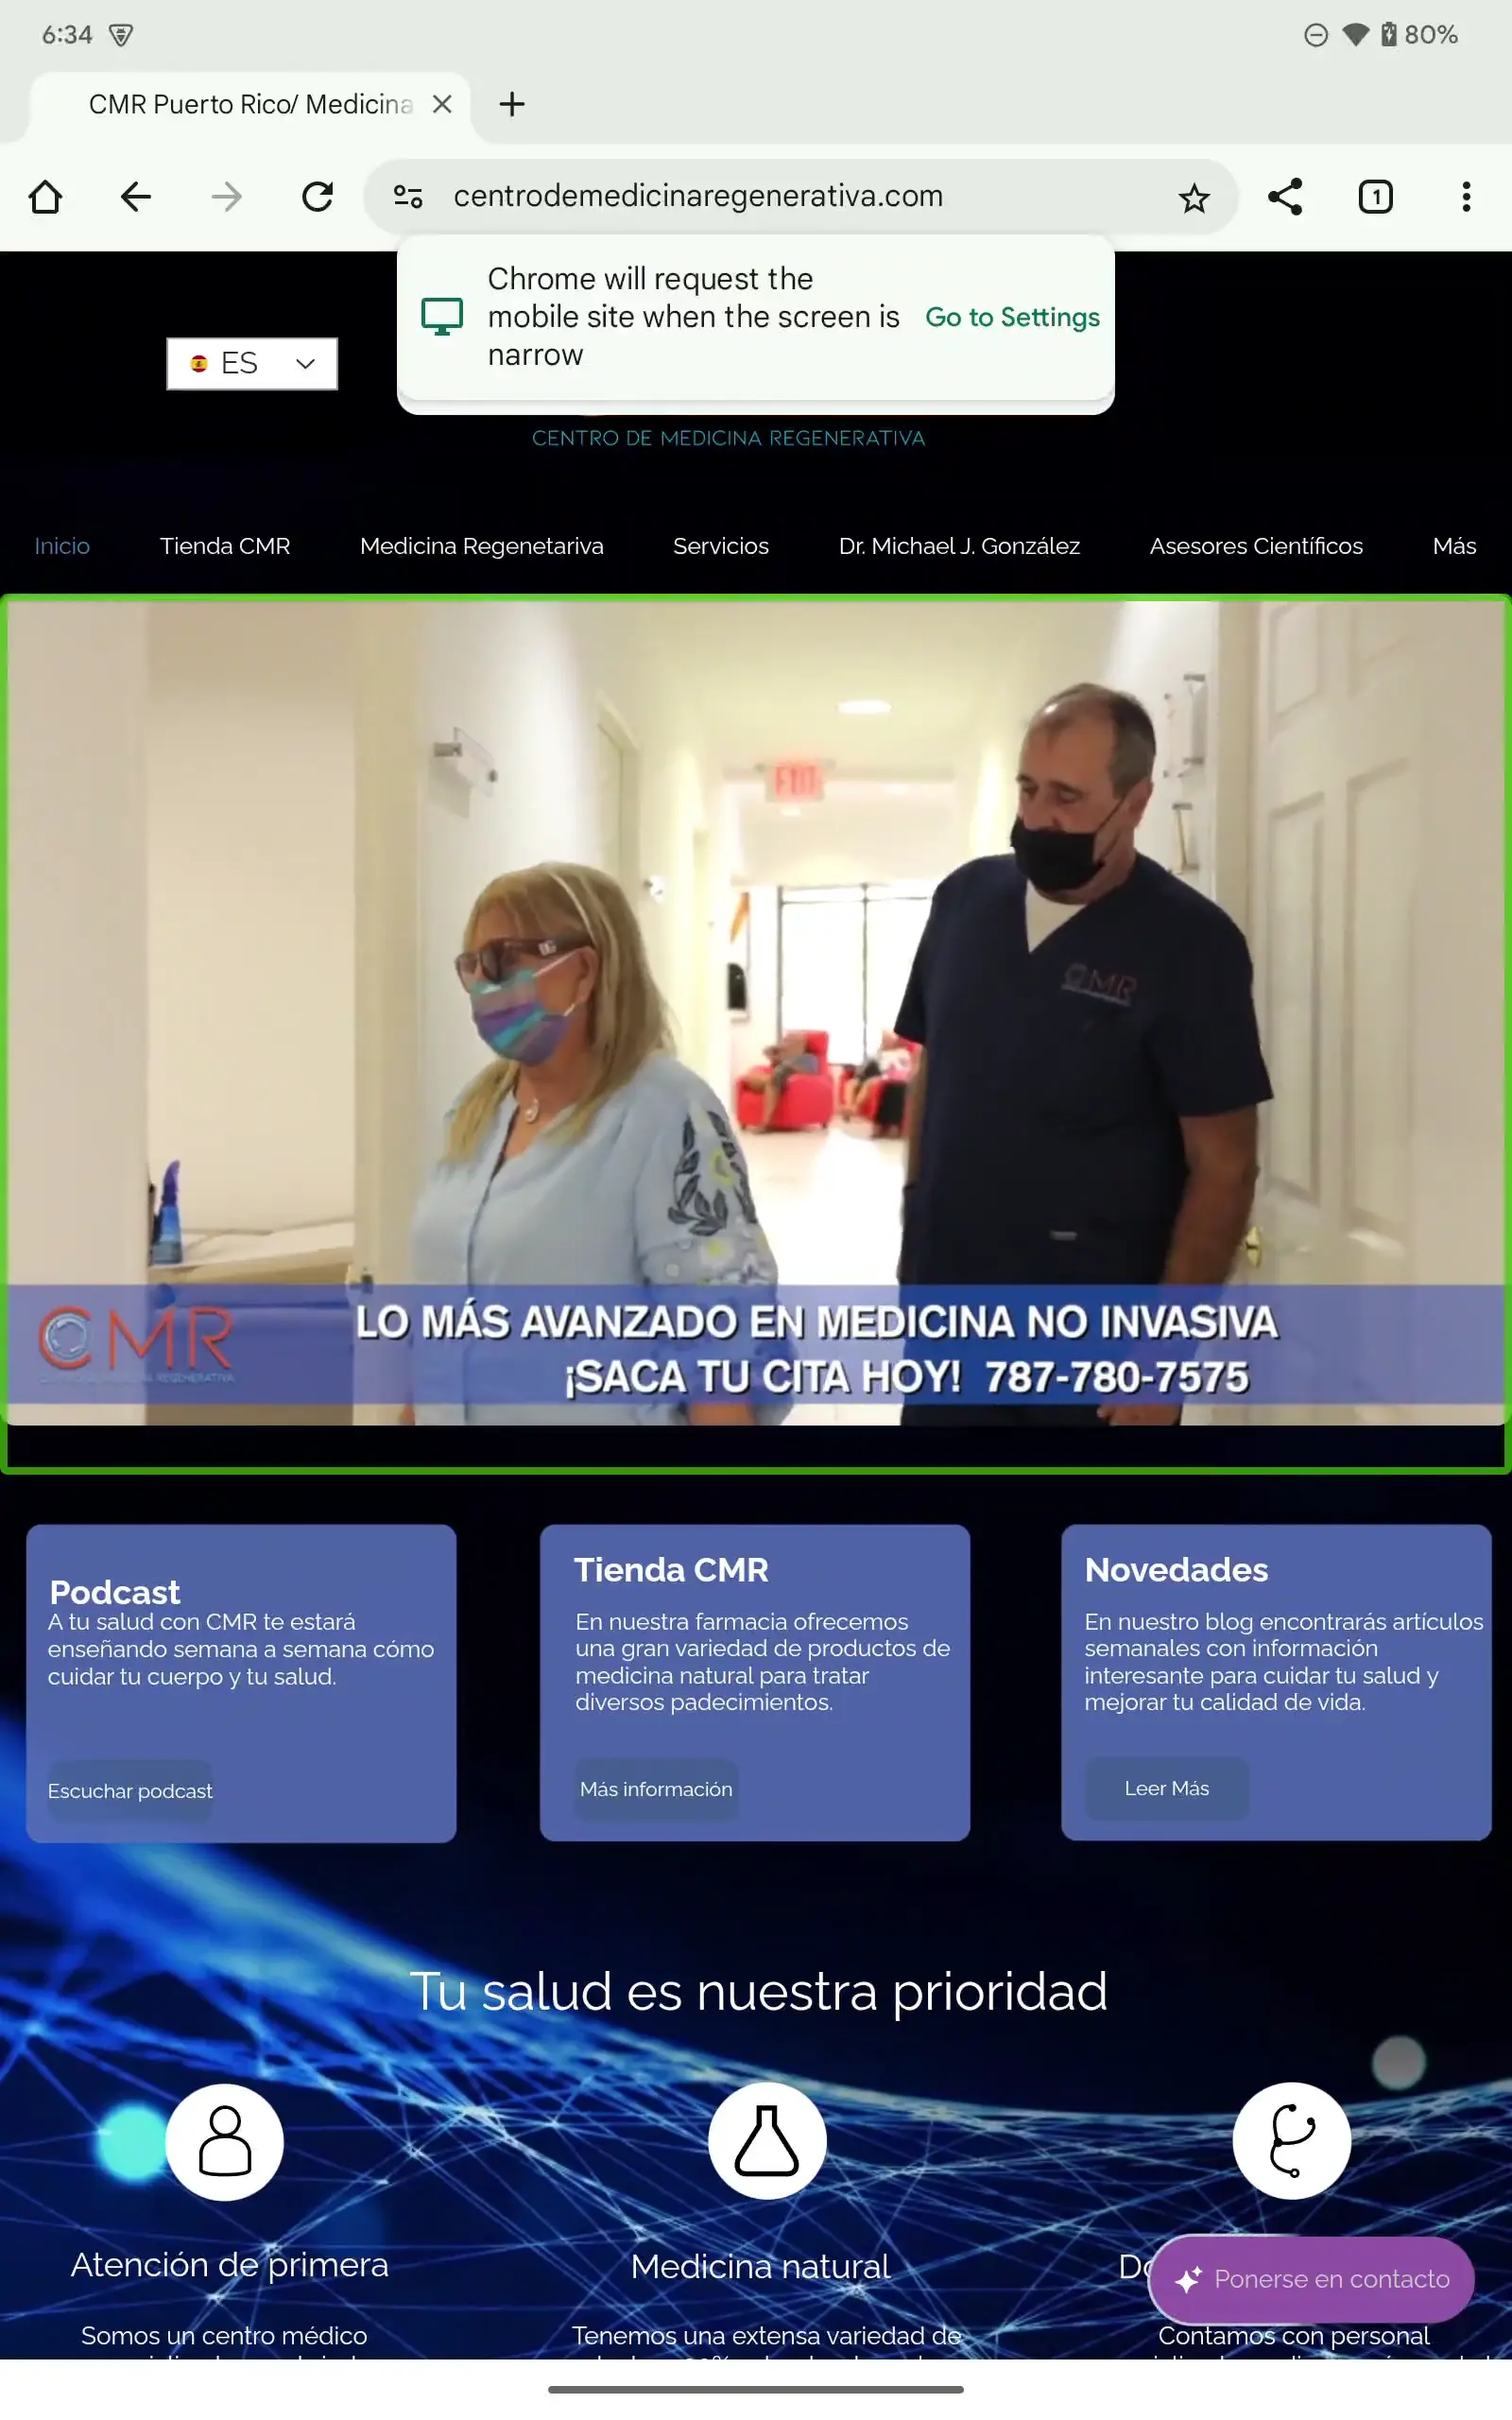 6:34
80%
CMR Puerto Rico/ Medicina
centrodemedicinaregenerativa.com
1
Chrome will request the
mobile site when the screen is
narrow
Go to Settings
ES
CENTRO DE MEDICINA REGENERATIVA
Inicio Tienda CMR Medicina Regenetariva Servicios Dr. Michael J. González Asesores Científicos Más
EXIT
CMR
CMR
LO MÁS AVANZADO EN MEDICINA NO INVASIVA
¡SACA TU CITA HOY! 787-780-7575
Podcast
A tu salud con CMR te estará
enseñando semana a semana cómo
cuidar tu cuerpo y tu salud.
Escuchar podcast
Tienda CMR
En nuestra farmacia ofrecemos
una gran variedad de productos de
medicina natural para tratar
diversos padecimientos.
Más información
Novedades
En nuestro blog encontrarás artículos
semanales con información
interesante para cuidar tu salud y
mejorar tu calidad de vida.
Leer Más
Tu salud es nuestra prioridad
Atención de primera
Somos un centro médico
Medicina natural
Tenemos una extensa variedad de
Contamos con personal
Ponerse en contacto